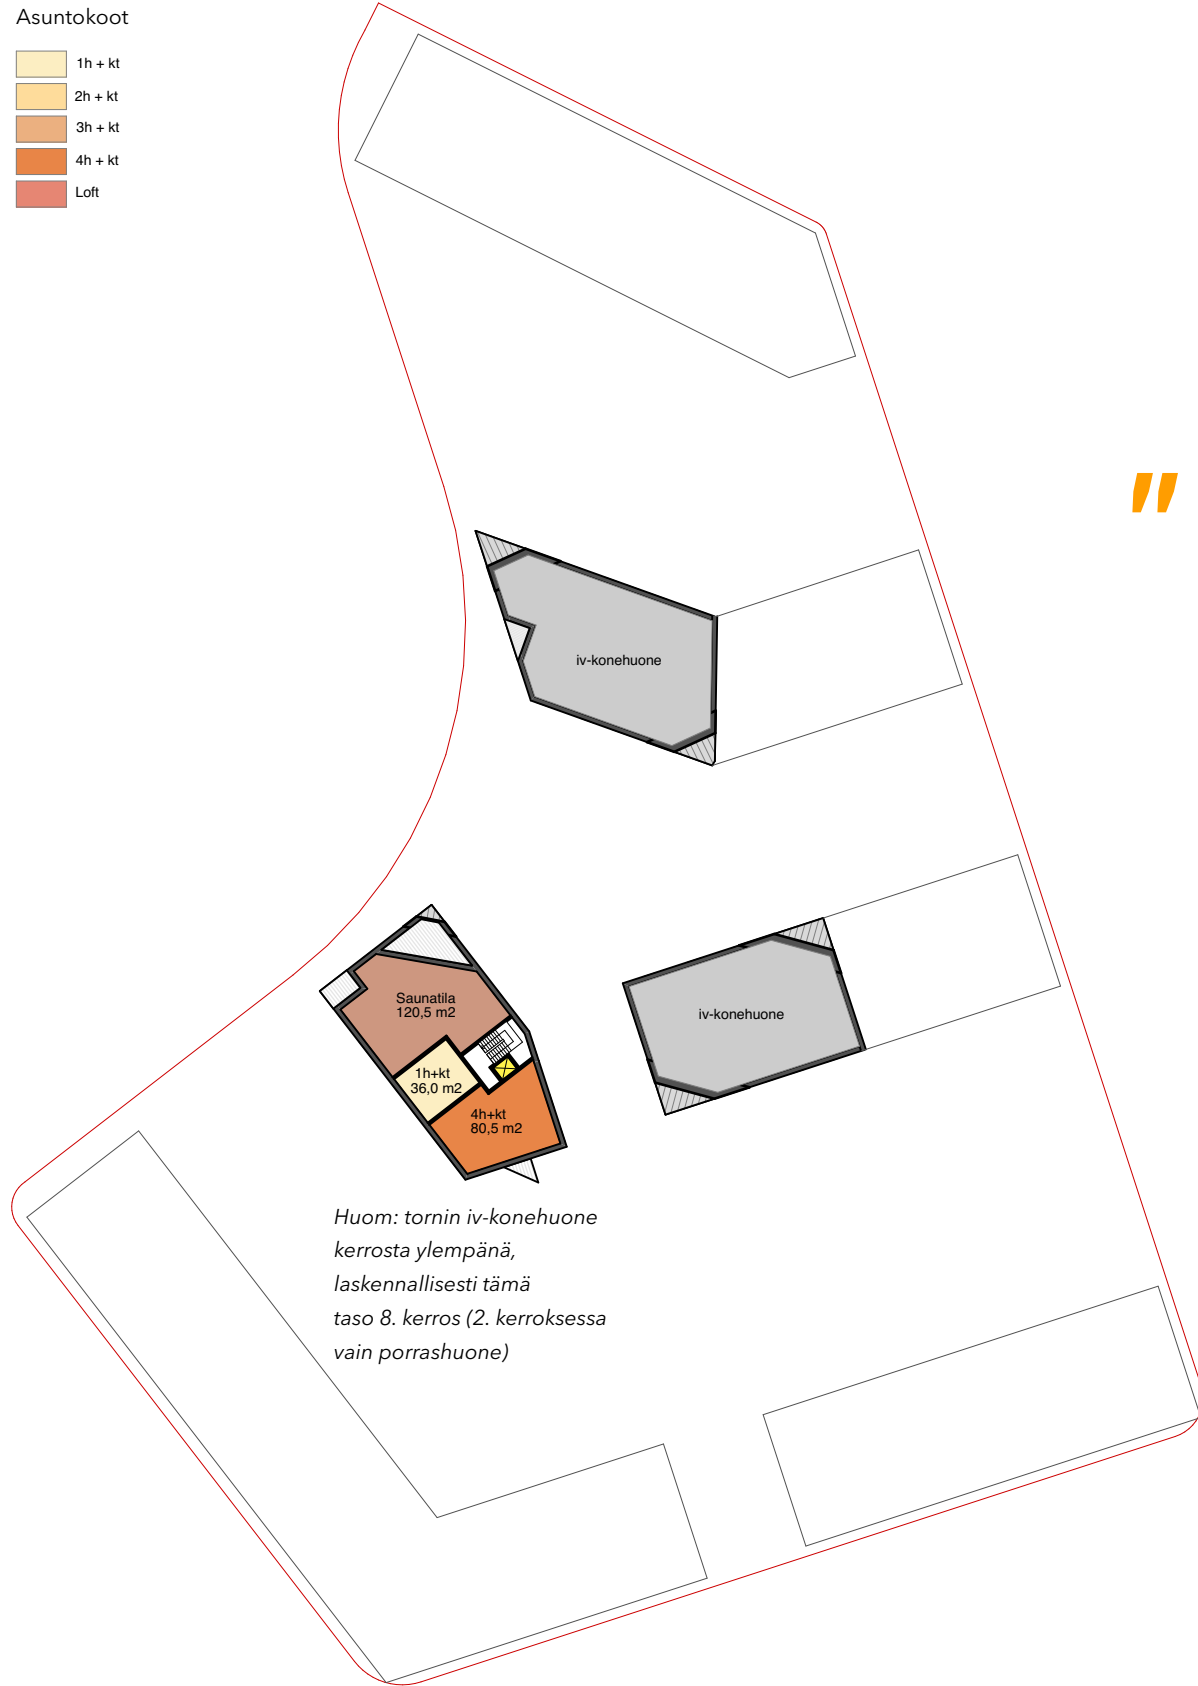 Asuntokoot
1h + kt
2h + kt
3h + kt
4h + kt
Loft
"
iv-konehuone
Saunatila
120,5 m2
iv-konehuone
1h+kt
36,0 m2
4h+kt
80,5 m2
Huom: tornin iv-konehuone
kerrosta ylempänä,
laskennallisesti tämä
taso 8. kerros (2. kerroksessa
vain porrashuone)